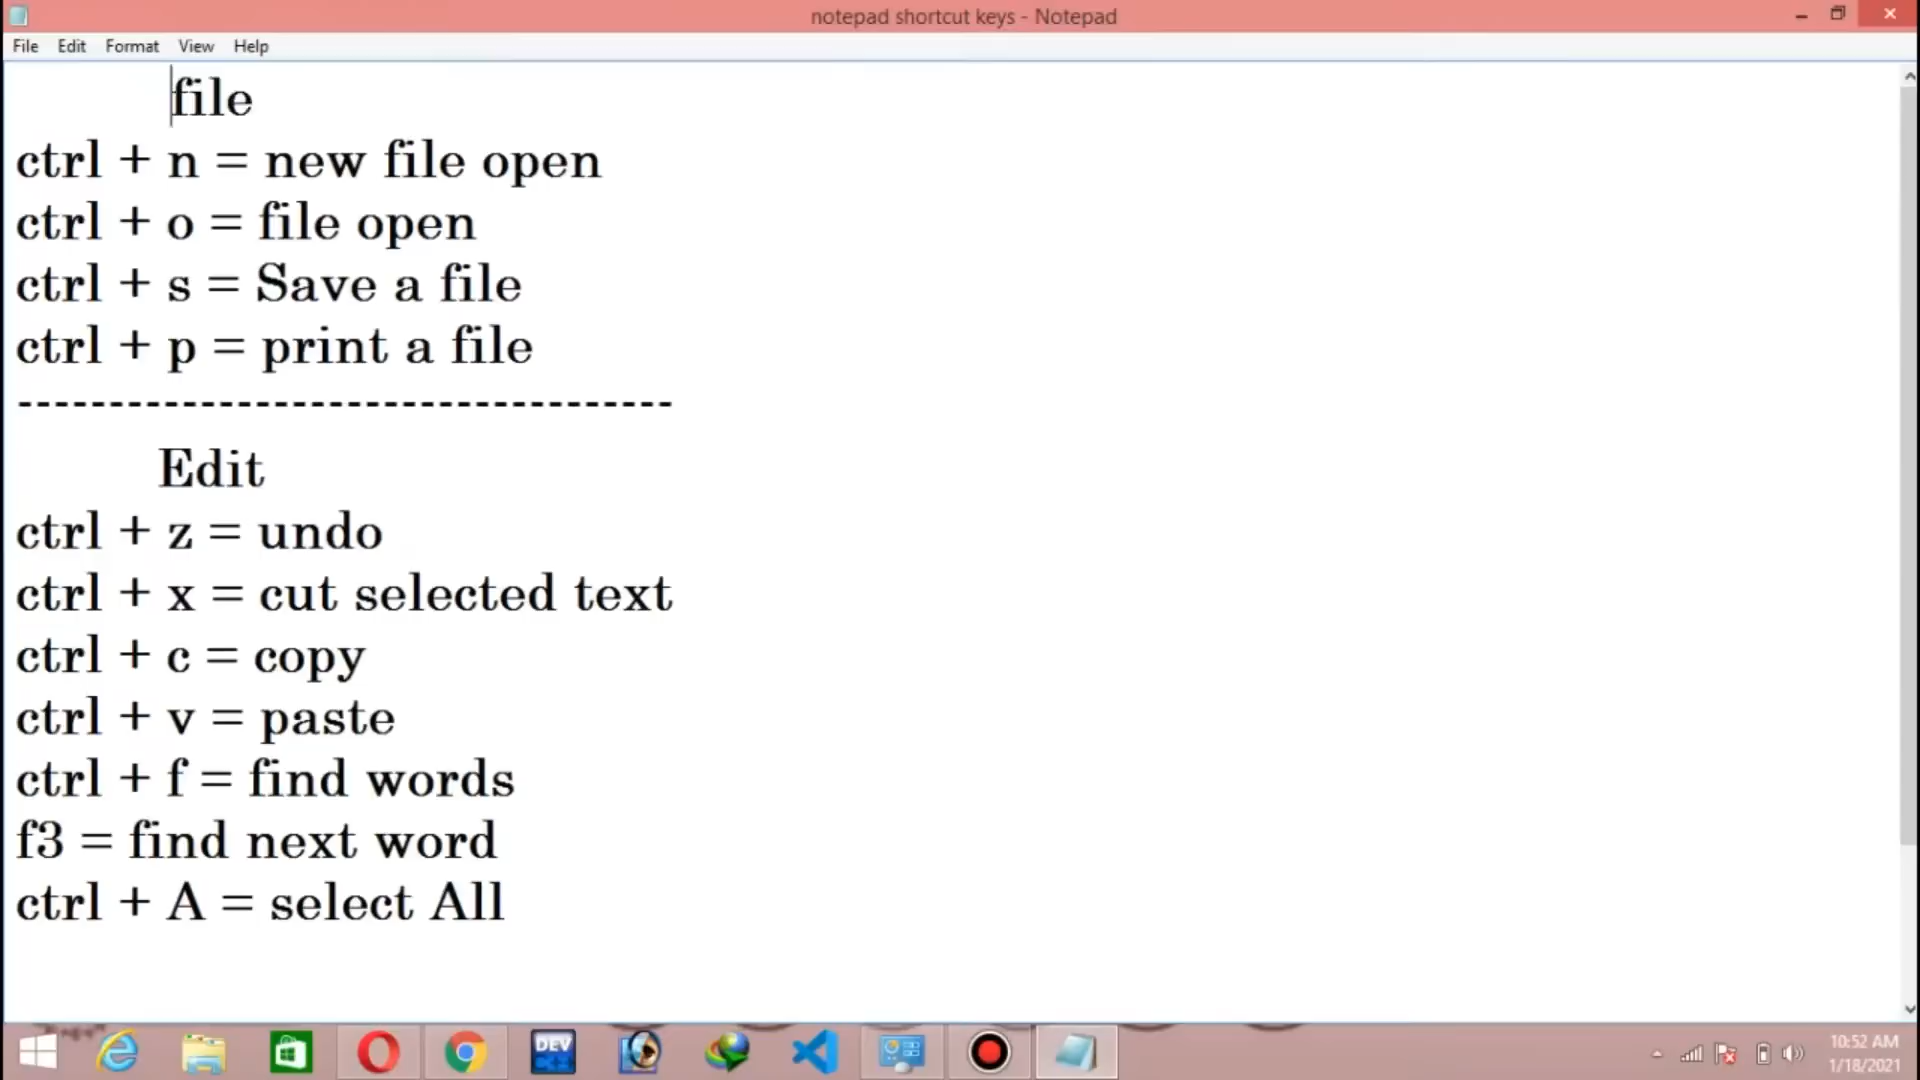 notepad shortcut keys - Notepad
File Edit Format View Help
file
ctrl + n = new file open
ctrl + o = file open
ctrl + s = Save a file
ctrl + p = print a file
------------------------------------
Edit
ctrl + z = undo
ctrl + x = cut selected text
ctrl + c = copy
ctrl + v = paste
ctrl + f = find words
f3 = find next word
ctrl + A = select All
DEV
10:52 AM
1/18/2021